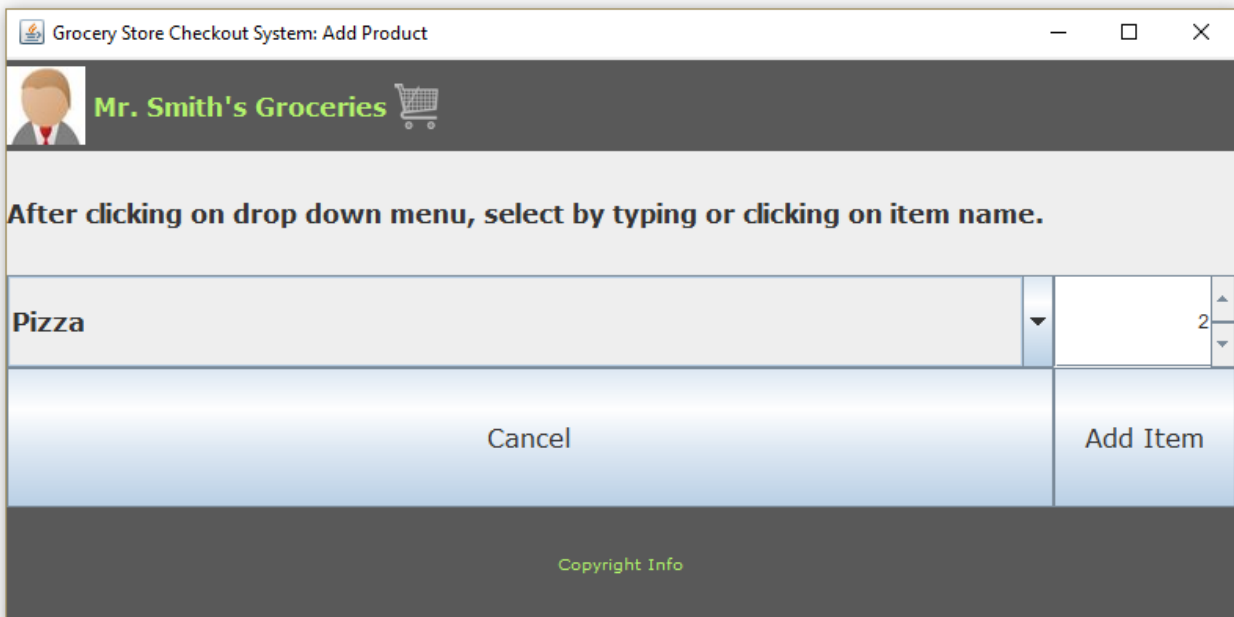 Grocery Store Checkout System: Add Product
Mr. Smith's Groceries
After clicking on drop down menu, select by typing or clicking on item name.
Pizza 2
Cancel Add Item
Copyright Info